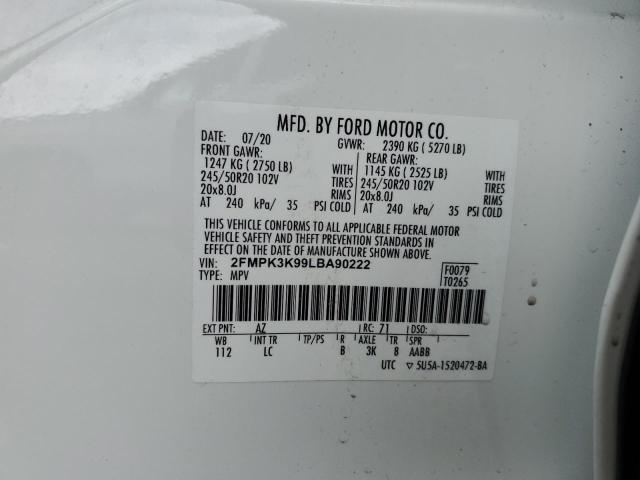 MFD. BY FORD MOTOR CO.
DATE: 07/20 GVWR: 2390 KG ( 5270 LB)
FRONT GAWR: REAR GAWR:
1247 KG ( 2750 LB) 1145 KG ( 2525 LB)
245/50R20 102V TIRES 245/50R20 102V TIRES
20x8.0J RIMS 20x8.0J RIMS
AT 240 kPa/ 35 PSI COLD AT 240 kPa/ 35 PSI COLD
THIS VEHICLE CONFORMS TO ALL APPLICABLE FEDERAL MOTOR
VEHICLE SAFETY AND THEFT PREVENTION STANDARDS IN
EFFECT ON THE DATE OF MANUFACTURE SHOWN ABOVE.
VIN: 2FMPK3K99LBA90222 F0079
TYPE: MPV T0265
EXT PNT: AZ RC: 71 DSO:
WB INT TR TP/PS R AXLE TR SPR
112 LC B 3K 8 AABB
UTC ▽ 5U5A-1520472-BA